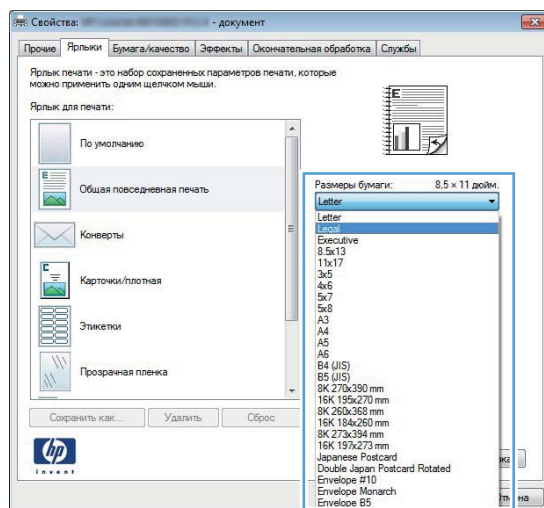 Свойства: - документ
Прочие Ярлыки Бумага/качество Эффекты Окончательная обработка Службы
Ярлык печати - это набор сохраненных параметров печати, которые
можно применить одним щелчком мыши.
Ярлык для печати:
По умолчанию
Общая повседневная печать
Конверты
Карточки/плотная
Этикетки
Прозрачная пленка
Сохранить как...
Удалить
Сброс
hp
invent
E
Размеры бумаги: 8,5 × 11 дюйм.
Letter
Letter
Legal
Executive
8.5x13
11x17
3x5
4x6
5x7
5x8
A3
A4
A5
A6
B4 (JIS)
B5 (JIS)
8K 270x390 mm
16K 195x270 mm
8K 260x368 mm
16K 184x260 mm
8K 273x394 mm
16K 197x273 mm
Japanese Postcard
Double Japan Postcard Rotated
Envelope #10
Envelope Monarch
Envelope B5